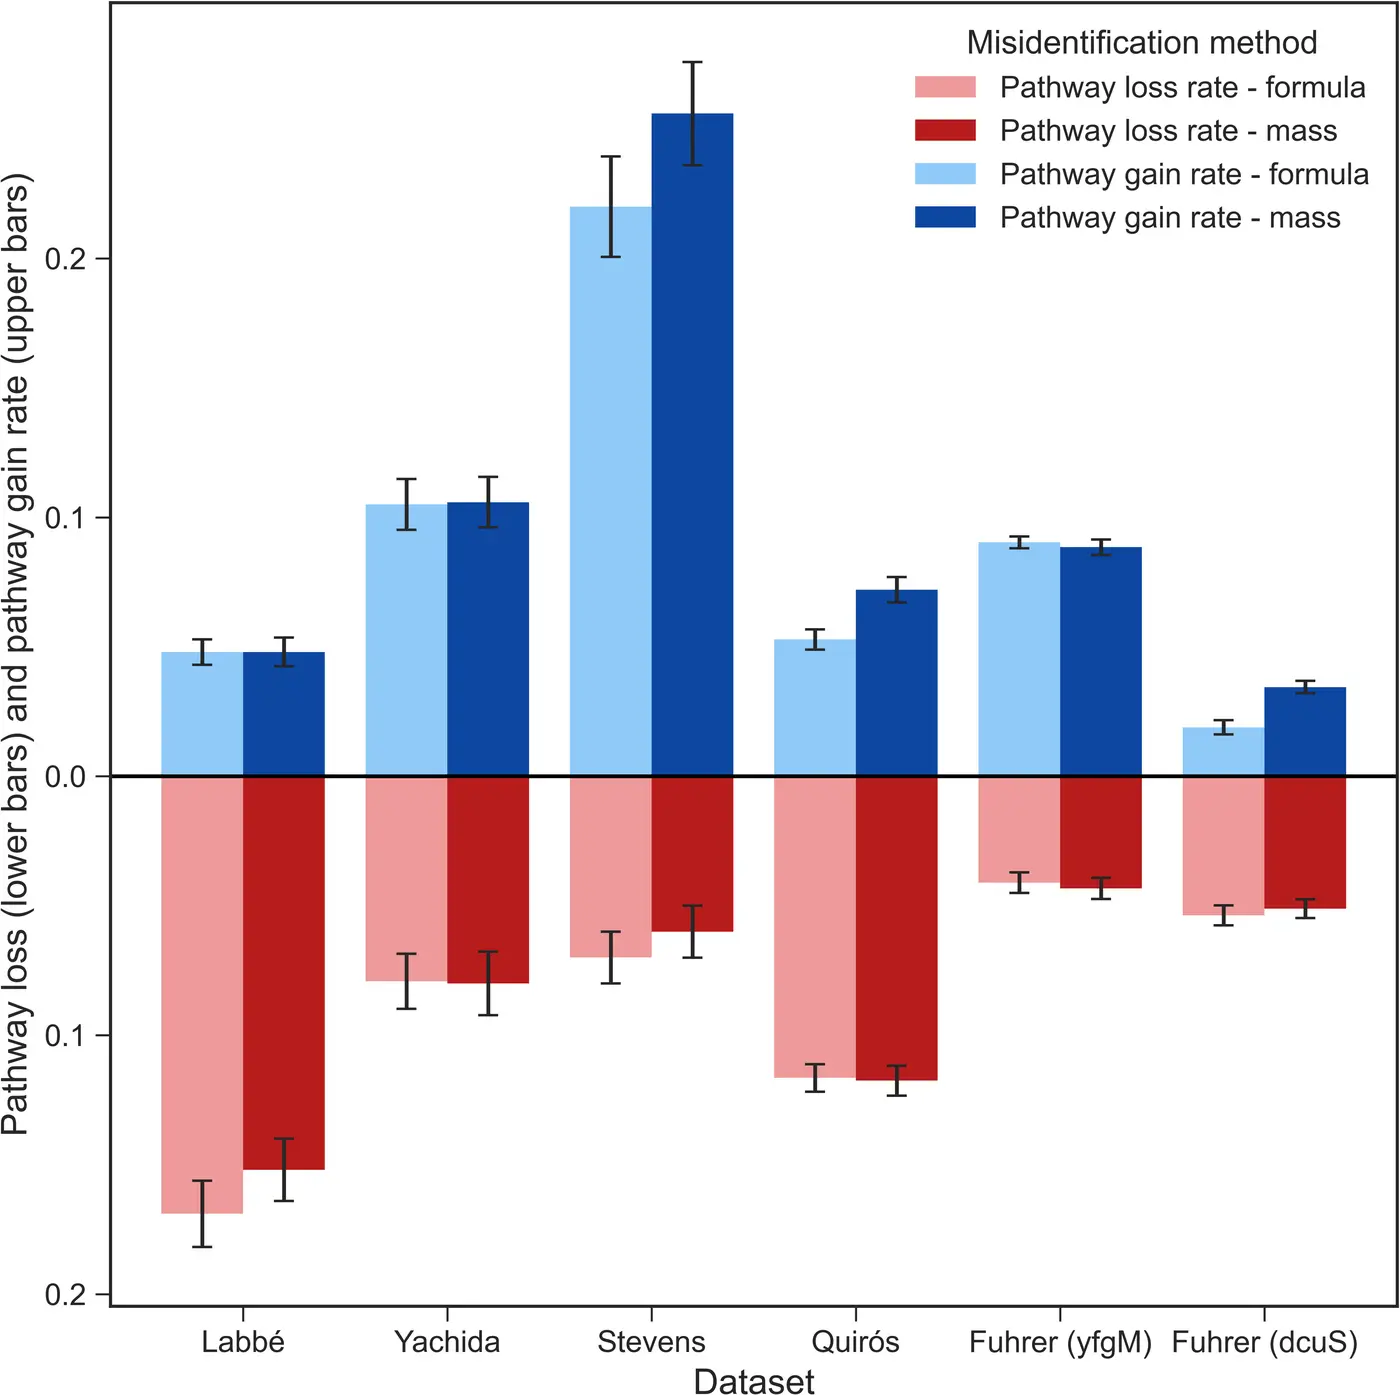 Misidentification method
Pathway loss rate - formula
Pathway loss rate - mass
Pathway gain rate - formula
Pathway gain rate - mass
Pathway loss (lower bars) and pathway gain rate (upper bars)
0.2
0.1
0.0
0.1
0.2
Labbé Yachida Stevens Quirós Fuhrer (yfgM) Fuhrer (dcuS)
Dataset